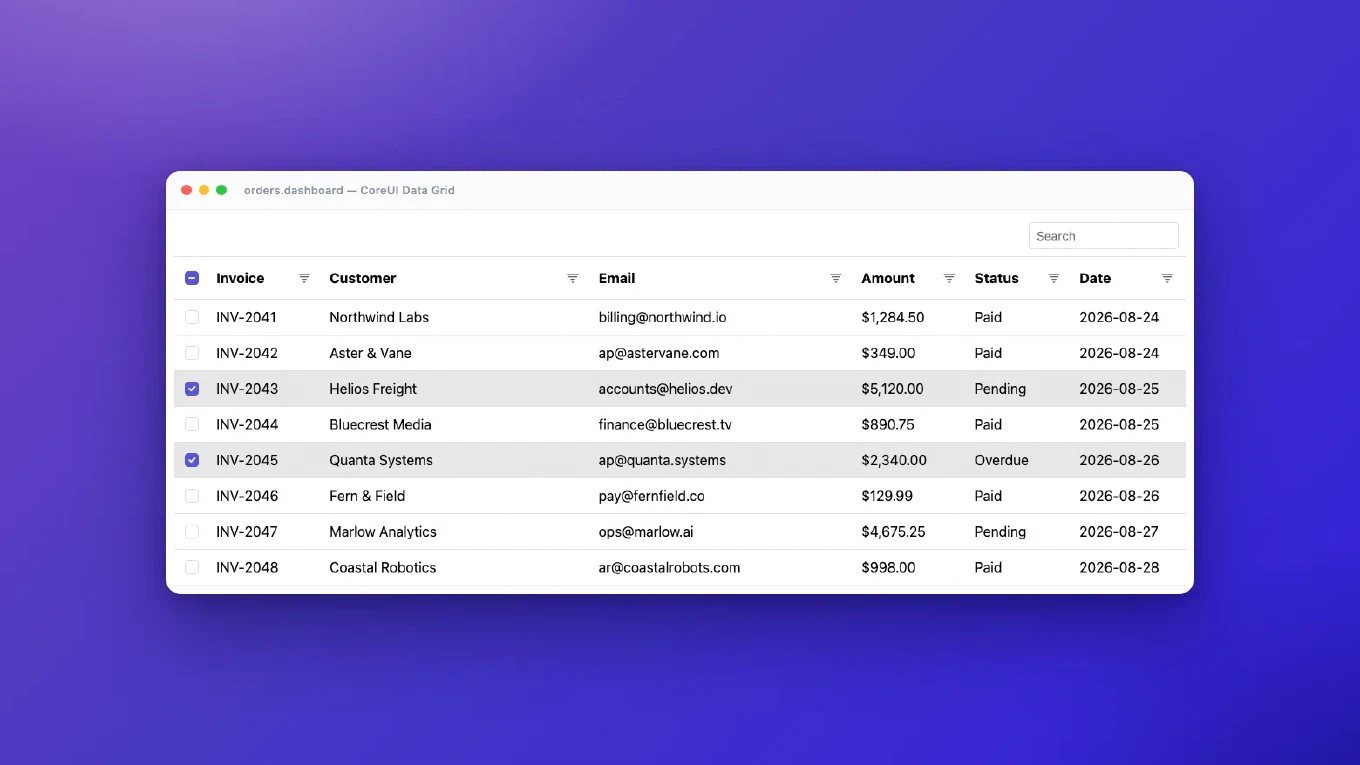 orders.dashboard — CoreUI Data Grid
Search
Invoice Customer Email Amount Status Date
INV-2041 Northwind Labs billing@northwind.io $1,284.50 Paid 2026-08-24
INV-2042 Aster & Vane ap@astervane.com $349.00 Paid 2026-08-24
INV-2043 Helios Freight accounts@helios.dev $5,120.00 Pending 2026-08-25
INV-2044 Bluecrest Media finance@bluecrest.tv $890.75 Paid 2026-08-25
INV-2045 Quanta Systems ap@quanta.systems $2,340.00 Overdue 2026-08-26
INV-2046 Fern & Field pay@fernfield.co $129.99 Paid 2026-08-26
INV-2047 Marlow Analytics ops@marlow.ai $4,675.25 Pending 2026-08-27
INV-2048 Coastal Robotics ar@coastalrobots.com $998.00 Paid 2026-08-28